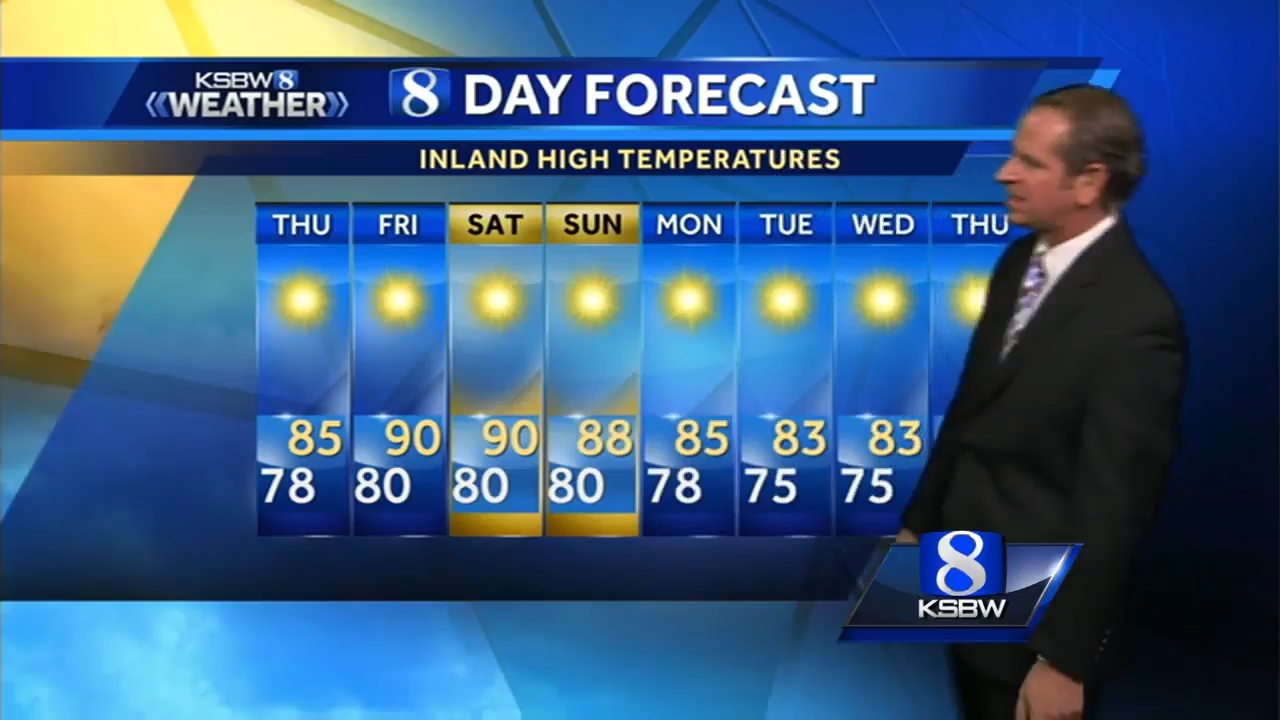 KSBW 8
WEATHER
8 DAY FORECAST
INLAND HIGH TEMPERATURES
THU FRI SAT SUN MON TUE WED THU
85 90 90 88 85 83 83
78 80 80 80 78 75 75
8
KSBW